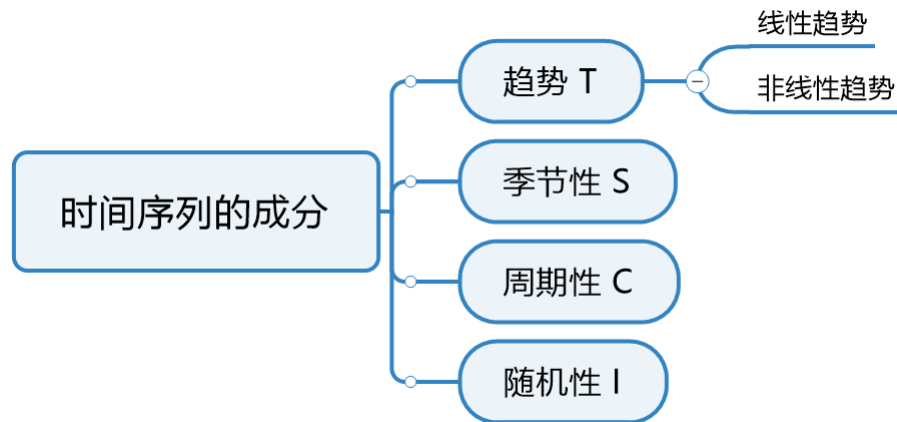 时间序列的成分
趋势 T
线性趋势
非线性趋势
季节性 S
周期性 C
随机性 I